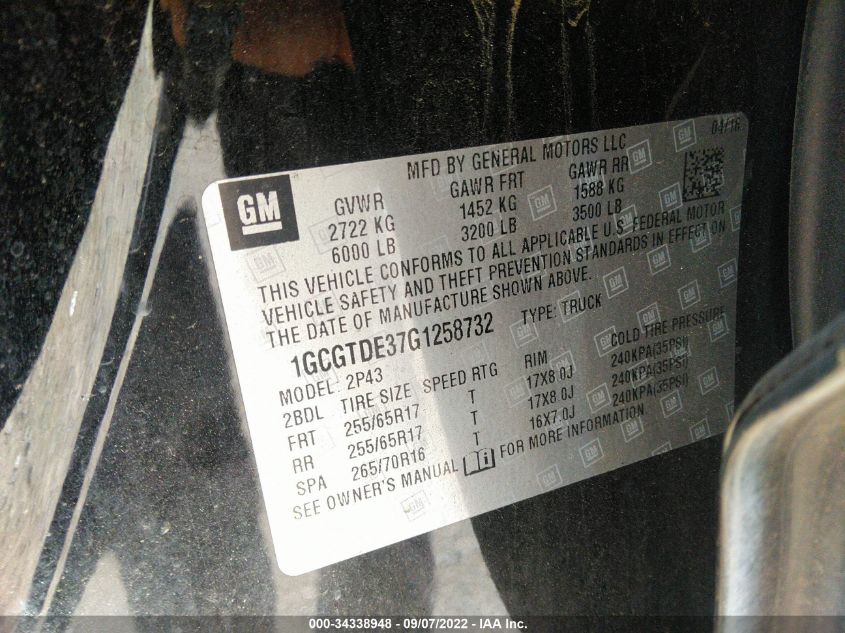 MFD BY GENERAL MOTORS LLC 04/16
GM
GVWR GAWR FRT GAWR RR
2722 KG 1452 KG 1588 KG
6000 LB 3200 LB 3500 LB
THIS VEHICLE CONFORMS TO ALL APPLICABLE U.S. FEDERAL MOTOR
VEHICLE SAFETY AND THEFT PREVENTION STANDARDS IN EFFECT ON
THE DATE OF MANUFACTURE SHOWN ABOVE.
1GCGTDE37G1258732 TYPE: TRUCK
MODEL: 2P43
2BDL TIRE SIZE SPEED RTG RIM COLD TIRE PRESSURE
FRT 255/65R17 T 17X8.0J 240KPA(35PSI)
RR 255/65R17 T 17X8.0J 240KPA(35PSI)
SPA 265/70R16 T 16X7.0J 240KPA(35PSI)
SEE OWNER'S MANUAL FOR MORE INFORMATION
000-34338948 - 09/07/2022 - IAA Inc.